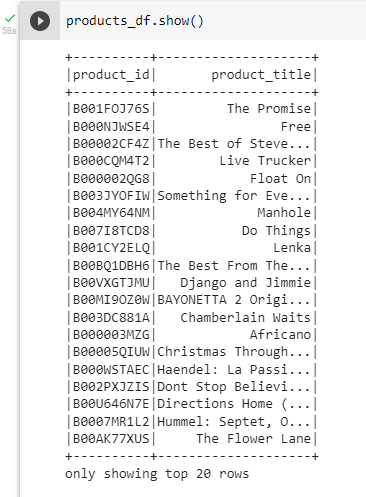 58s
products_df.show()
+----------+--------------------+
|product_id|       product_title|
+----------+--------------------+
|B001FOJ76S|         The Promise|
|B000NJWSE4|                Free|
|B00002CF4Z|The Best of Steve...|
|B000CQM4T2|        Live Trucker|
|B000002QG8|            Float On|
|B003JYOFIW|Something for Eve...|
|B004MY64NM|             Manhole|
|B007I8TCD8|           Do Things|
|B001CY2ELQ|               Lenka|
|B00BQ1DBH6|The Best From The...|
|B00VXGTJMU|   Django and Jimmie|
|B00MI9OZ0W|BAYONETTA 2 Origi...|
|B003DC881A|   Chamberlain Waits|
|B000003MZG|            Africano|
|B00005QIUW|Christmas Through...|
|B000WSTAEC|Haendel: La Passi...|
|B002PXJZIS|Dont Stop Believi...|
|B00U646N7E|Directions Home (...|
|B0007MR1L2|Hummel: Septet, O...|
|B00AK77XUS|     The Flower Lane|
+----------+--------------------+
only showing top 20 rows